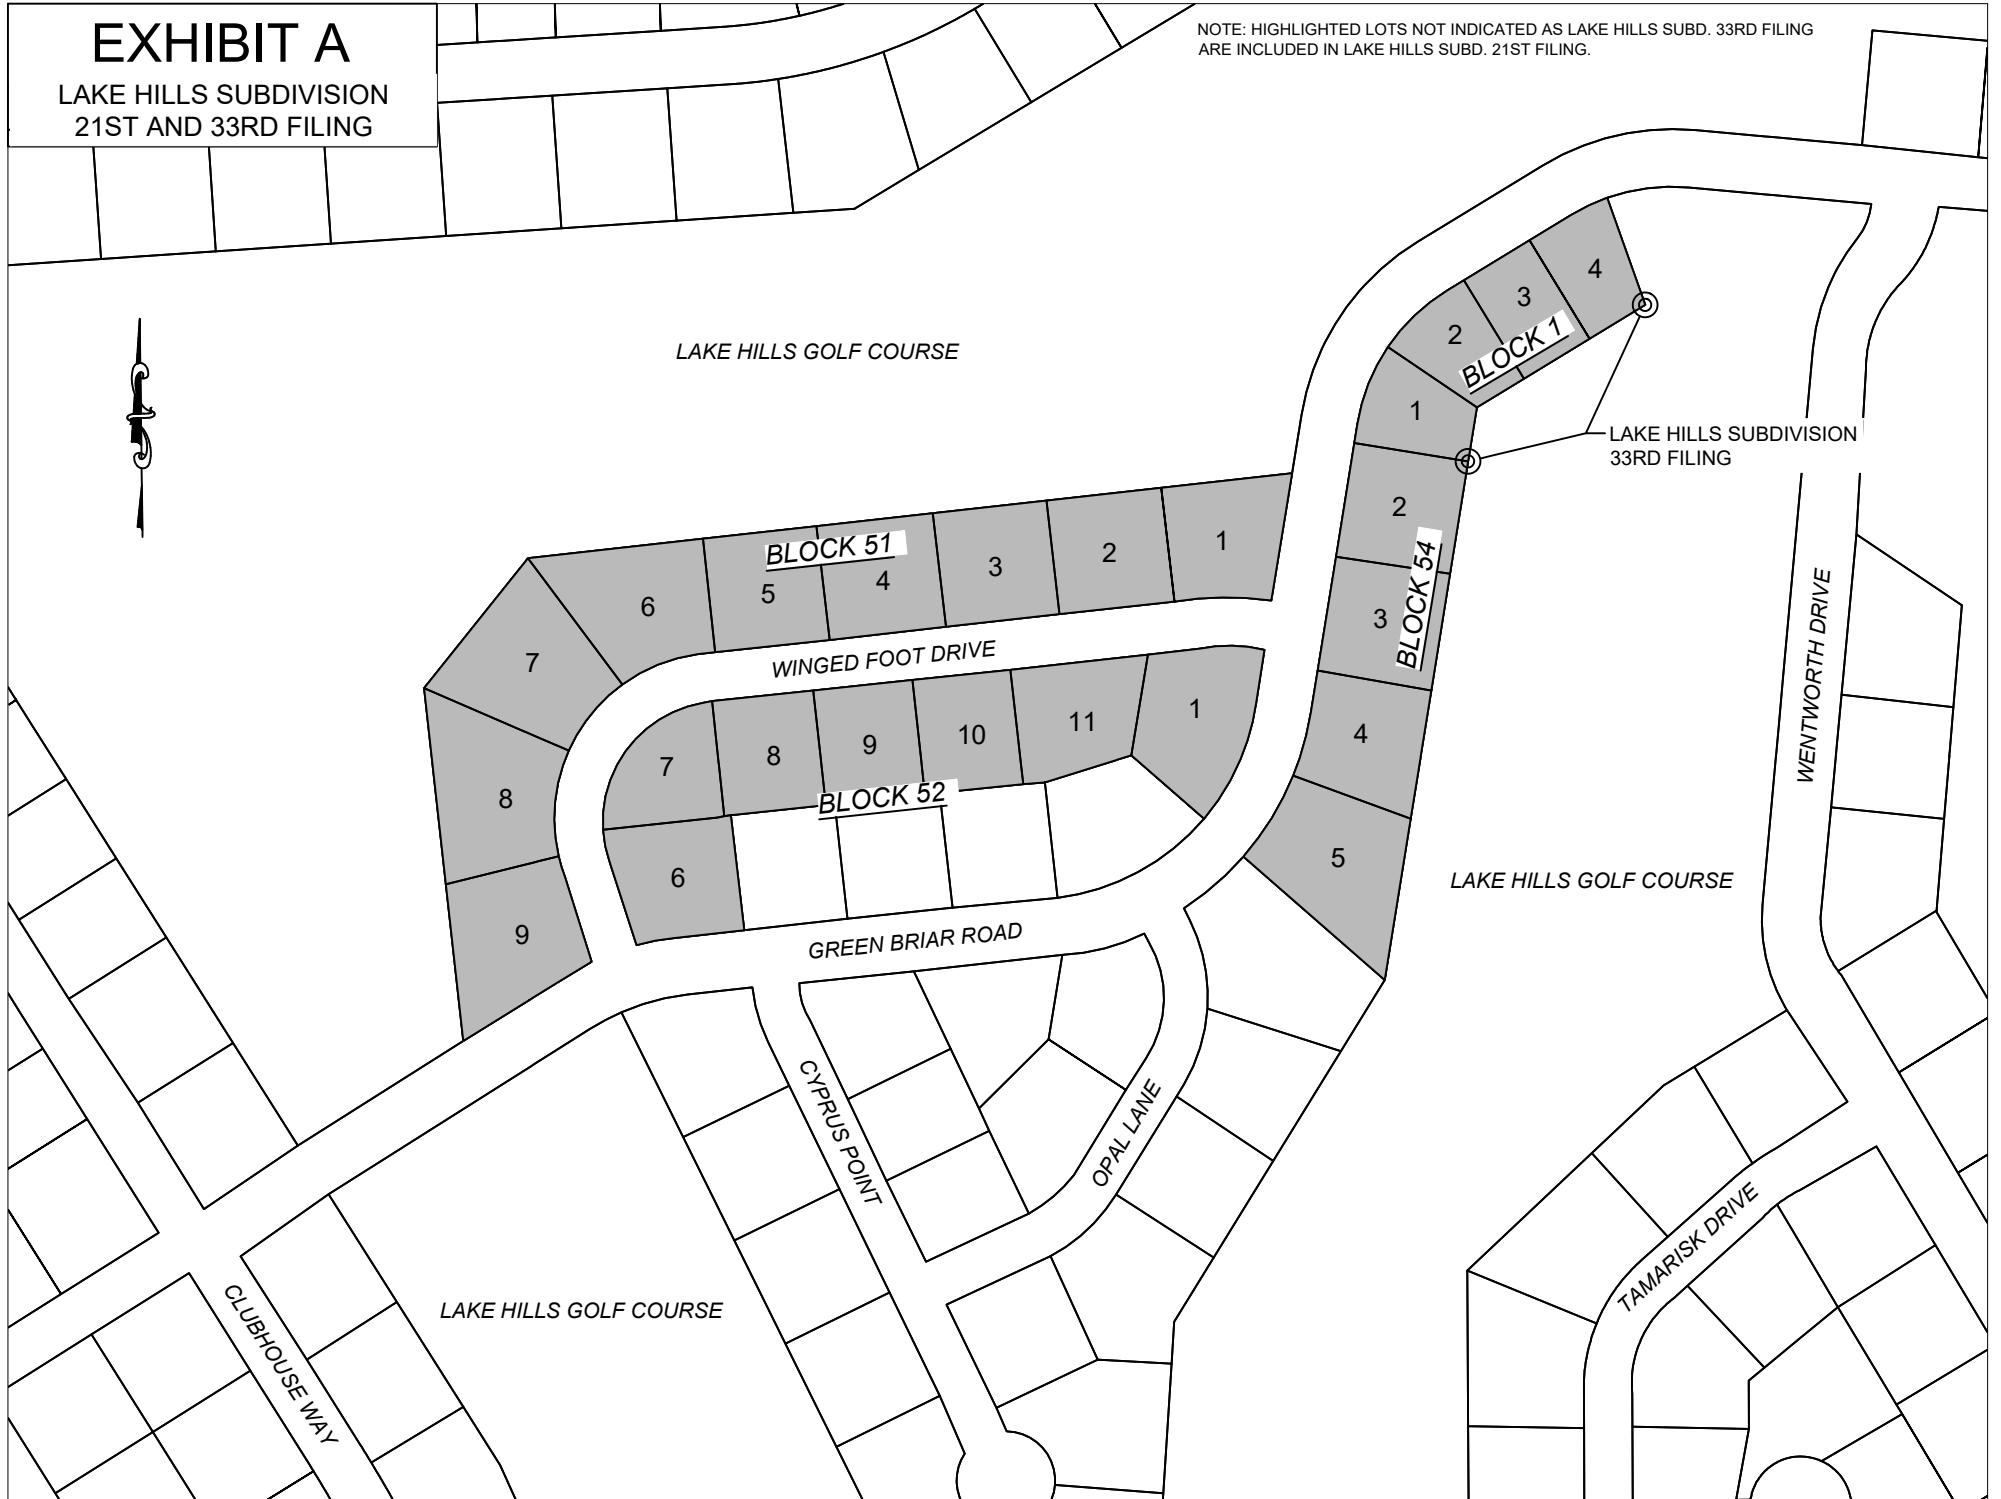 EXHIBIT A
LAKE HILLS SUBDIVISION
21ST AND 33RD FILING
NOTE: HIGHLIGHTED LOTS NOT INDICATED AS LAKE HILLS SUBD. 33RD FILING
ARE INCLUDED IN LAKE HILLS SUBD. 21ST FILING.
LAKE HILLS GOLF COURSE
4
3
2
BLOCK 1
1
LAKE HILLS SUBDIVISION
33RD FILING
2
3
BLOCK 54
4
5
BLOCK 51
1
2
3
4
5
6
7
8
9
WINGED FOOT DRIVE
1
11
10
9
8
7
BLOCK 52
6
GREEN BRIAR ROAD
WENTWORTH DRIVE
LAKE HILLS GOLF COURSE
CYPRUS POINT
OPAL LANE
TAMARISK DRIVE
CLUBHOUSE WAY
LAKE HILLS GOLF COURSE